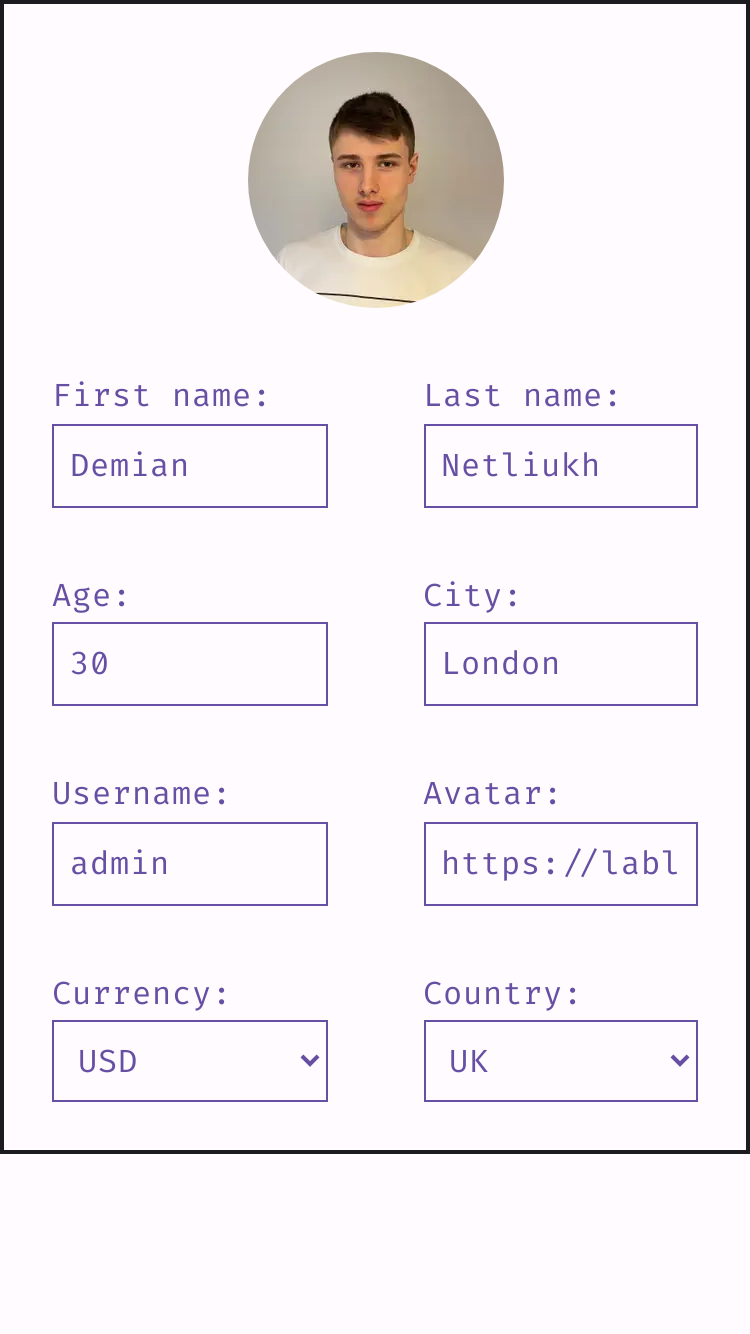 First name: Last name:
Demian Netliukh
Age: City:
30 London
Username: Avatar:
admin https://labl
Currency: Country:
USD UK